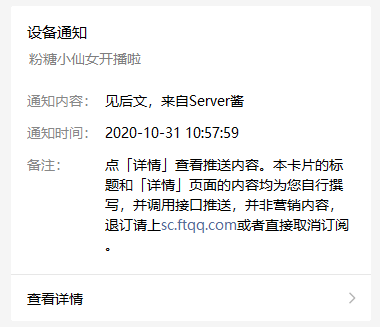 设备通知
粉糖小仙女开播啦
通知内容： 见后文，来自Server酱
通知时间： 2020-10-31 10:57:59
备注： 点「详情」查看推送内容。本卡片的标
题和「详情」页面的内容均为您自行撰
写，并调用接口推送，并非营销内容，
退订请上sc.ftqq.com或者直接取消订阅
。
查看详情